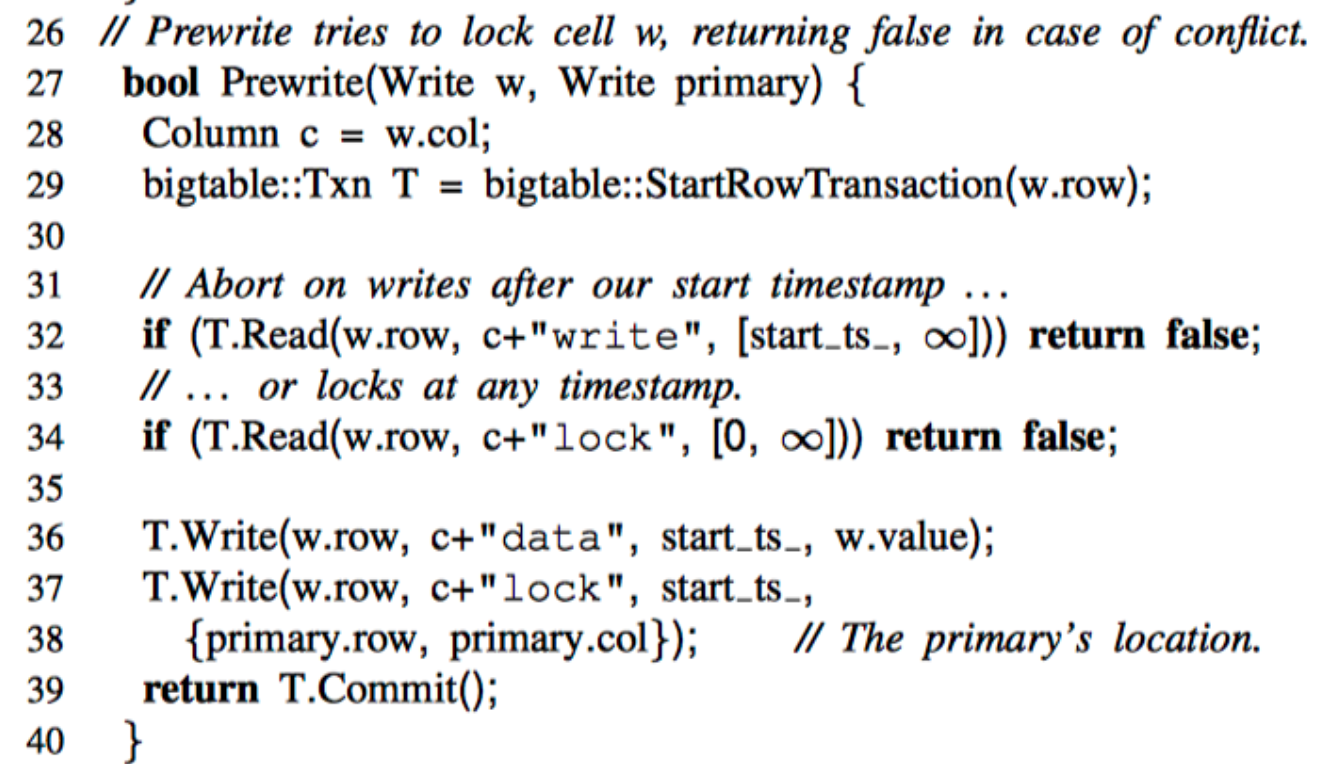 26 // Prewrite tries to lock cell w, returning false in case of conflict.
27 bool Prewrite(Write w, Write primary) {
28 Column c = w.col;
29 bigtable::Txn T = bigtable::StartRowTransaction(w.row);
30
31 // Abort on writes after our start timestamp ...
32 if (T.Read(w.row, c+"write", [start_ts_, ∞])) return false;
33 // ... or locks at any timestamp.
34 if (T.Read(w.row, c+"lock", [0, ∞])) return false;
35
36 T.Write(w.row, c+"data", start_ts_, w.value);
37 T.Write(w.row, c+"lock", start_ts_,
38 {primary.row, primary.col}); // The primary's location.
39 return T.Commit();
40 }